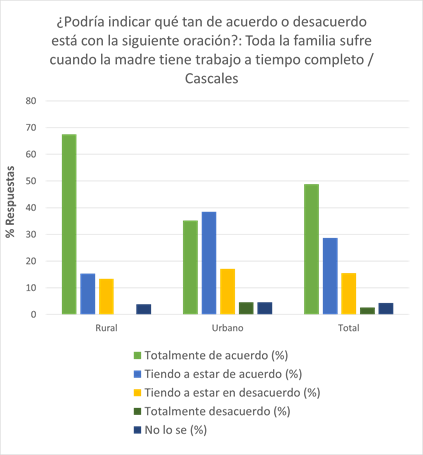 ¿Podría indicar qué tan de acuerdo o desacuerdo
está con la siguiente oración?: Toda la familia sufre
cuando la madre tiene trabajo a tiempo completo /
Cascales
% Respuestas
80
70
60
50
40
30
20
10
0
Rural
Urbano
Total
Totalmente de acuerdo (%)
Tiendo a estar de acuerdo (%)
Tiendo a estar en desacuerdo (%)
Totalmente desacuerdo (%)
No lo se (%)